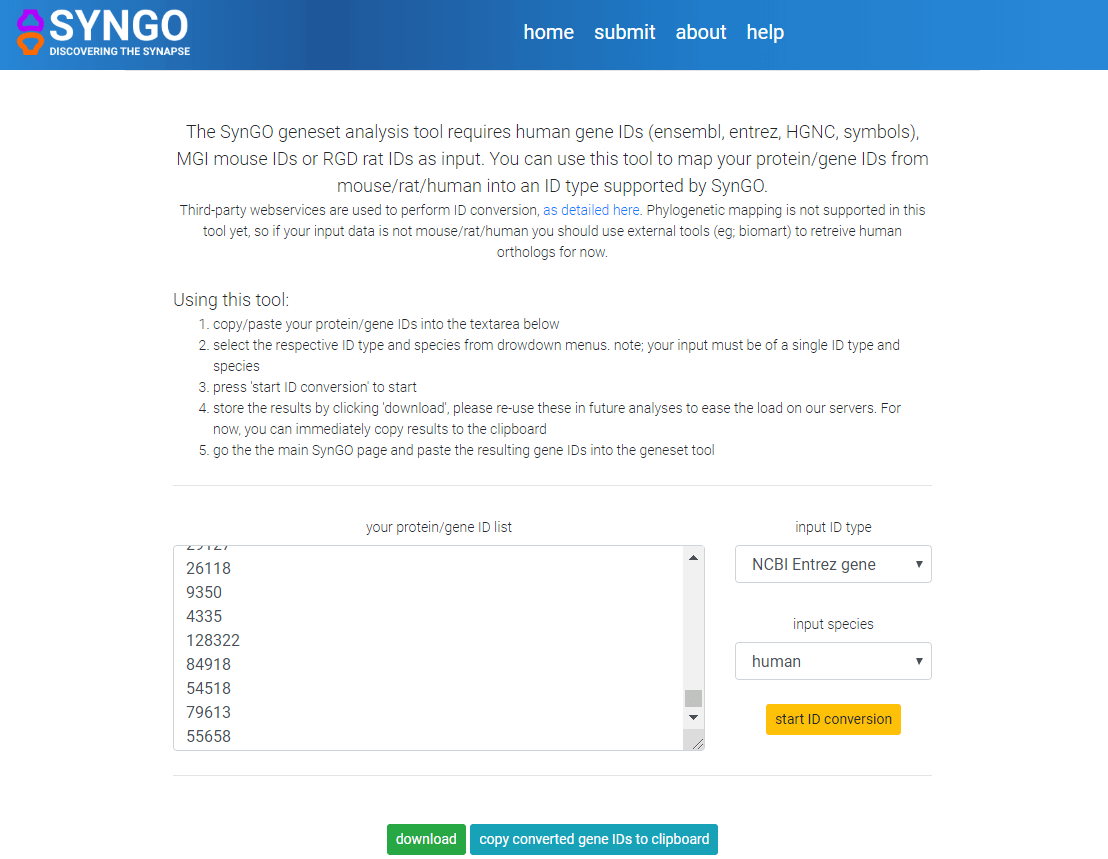 SYNGO
DISCOVERING THE SYNAPSE
home submit about help
The SynGO geneset analysis tool requires human gene IDs (ensembl, entrez, HGNC, symbols),
MGI mouse IDs or RGD rat IDs as input. You can use this tool to map your protein/gene IDs from
mouse/rat/human into an ID type supported by SynGO.
Third-party webservices are used to perform ID conversion, as detailed here. Phylogenetic mapping is not supported in this
tool yet, so if your input data is not mouse/rat/human you should use external tools (eg; biomart) to retreive human
orthologs for now.
Using this tool:
1. copy/paste your protein/gene IDs into the textarea below
2. select the respective ID type and species from drowdown menus. note; your input must be of a single ID type and
species
3. press 'start ID conversion' to start
4. store the results by clicking 'download', please re-use these in future analyses to ease the load on our servers. For
now, you can immediately copy results to the clipboard
5. go the the main SynGO page and paste the resulting gene IDs into the geneset tool
your protein/gene ID list
26118
9350
4335
128322
84918
54518
79613
55658
input ID type
NCBI Entrez gene
input species
human
start ID conversion
download
copy converted gene IDs to clipboard